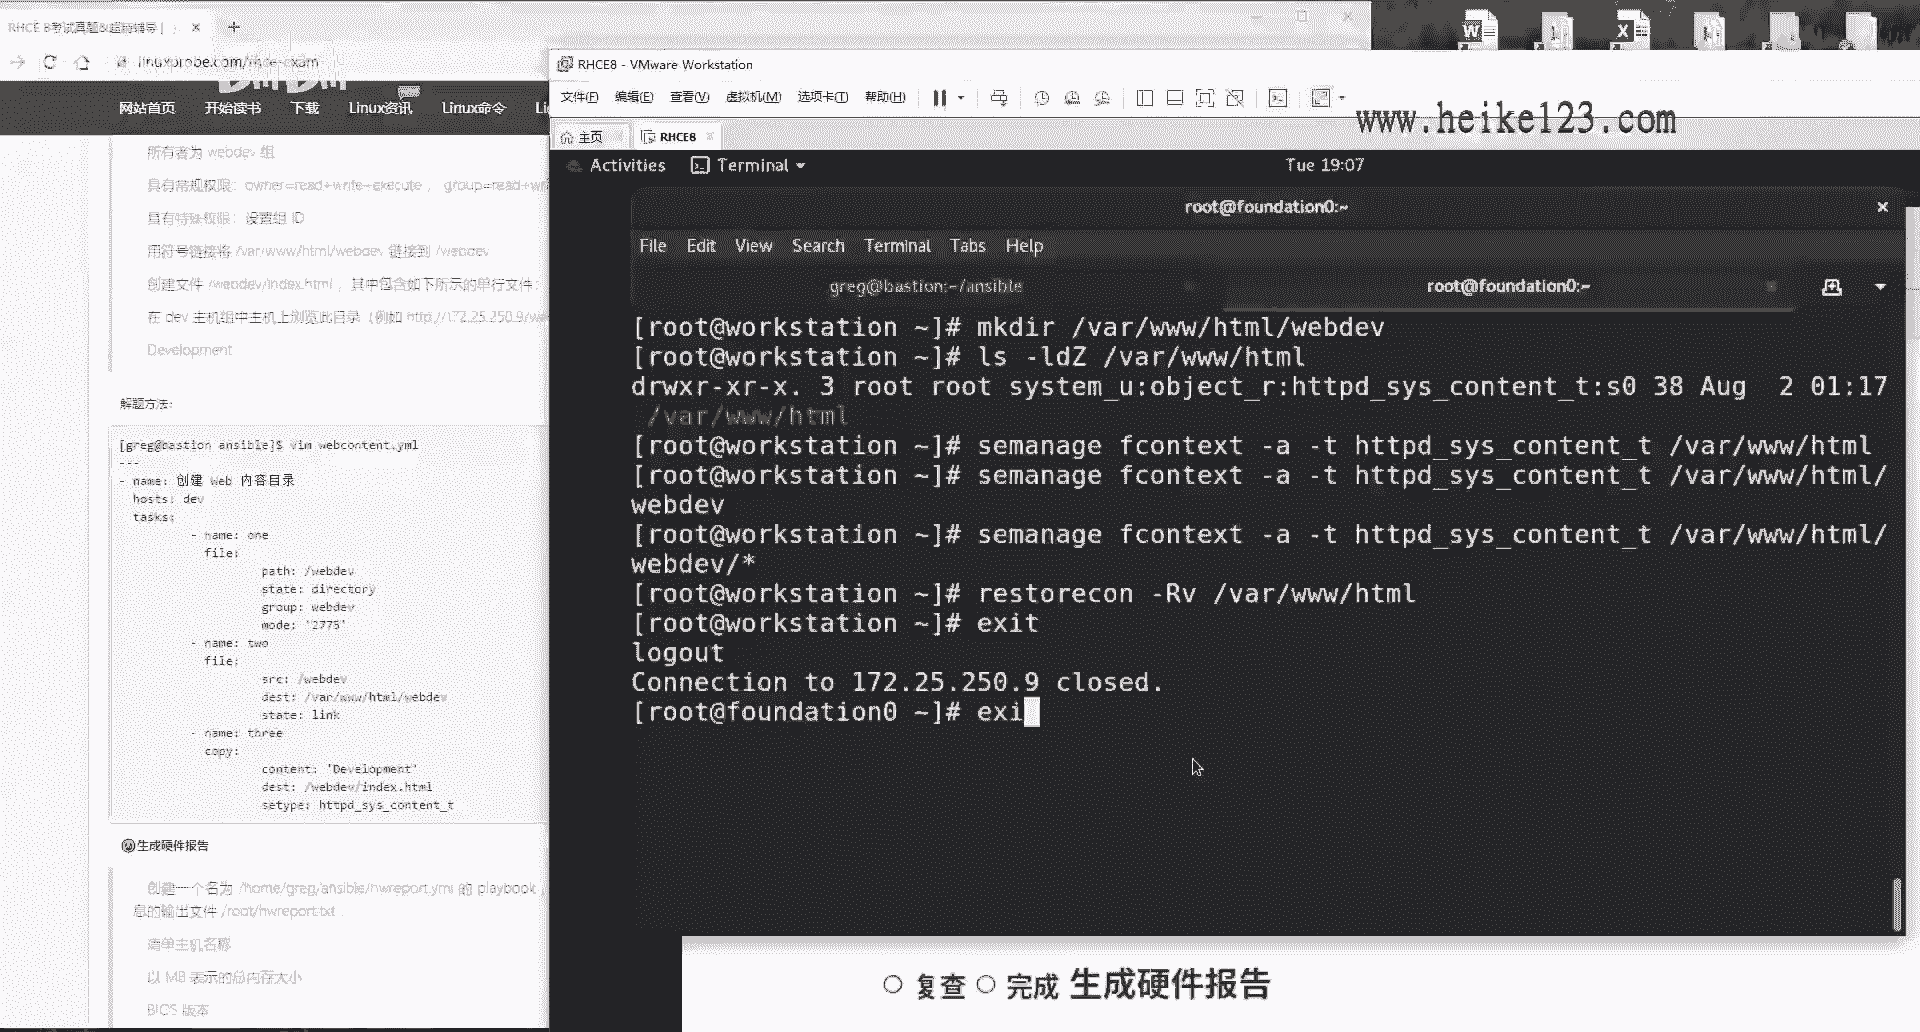 RHCE 8考试真题&超萌辅导 |
linuxprobe.com/rhce-exam
网站首页 开始读书 下载 Linux资讯 Linux命令
所有者为 webdev 组
具有常规权限：owner=read+write+execute ，group=read+wr
具有特殊权限：设置组 ID
用符号链接将 /var/www/html/webdev 链接到 /webdev
创建文件 /webdev/index.html ，其中包含如下所示的单行文件：
在 dev 主机组中主机上浏览此目录（例如 http://172.25.250.9/we
Development
解题方法:
[greg@bastion ansible]$ vim webcontent.yml
---
- name: 创建 Web 内容目录
hosts: dev
tasks:
- name: one
file:
path: /webdev
state: directory
group: webdev
mode: '2775'
- name: two
file:
src: /webdev
dest: /var/www/html/webdev
state: link
- name: three
copy:
content: "Development"
dest: /webdev/index.html
setype: httpd_sys_content_t
生成硬件报告
创建一个名为 /home/greg/ansible/hwreport.yml 的 playbook
息的输出文件 /root/hwreport.txt
清单主机名称
以 MB 表示的总内存大小
BIOS 版本
RHCE8 - VMware Workstation
文件(F) 编辑(E) 查看(V) 虚拟机(M) 选项卡(T) 帮助(H)
www.heike123.com
主页 RHCE8
Activities Terminal Tue 19:07
root@foundation0:~
File Edit View Search Terminal Tabs Help
greg@bastion:~/ansible root@foundation0:~
[root@workstation ~]# mkdir /var/www/html/webdev
[root@workstation ~]# ls -ldZ /var/www/html
drwxr-xr-x. 3 root root system_u:object_r:httpd_sys_content_t:s0 38 Aug  2 01:17
/var/www/html
[root@workstation ~]# semanage fcontext -a -t httpd_sys_content_t /var/www/html
[root@workstation ~]# semanage fcontext -a -t httpd_sys_content_t /var/www/html/
webdev
[root@workstation ~]# semanage fcontext -a -t httpd_sys_content_t /var/www/html/
webdev/*
[root@workstation ~]# restorecon -Rv /var/www/html
[root@workstation ~]# exit
logout
Connection to 172.25.250.9 closed.
[root@foundation0 ~]# exi
复查 完成 生成硬件报告